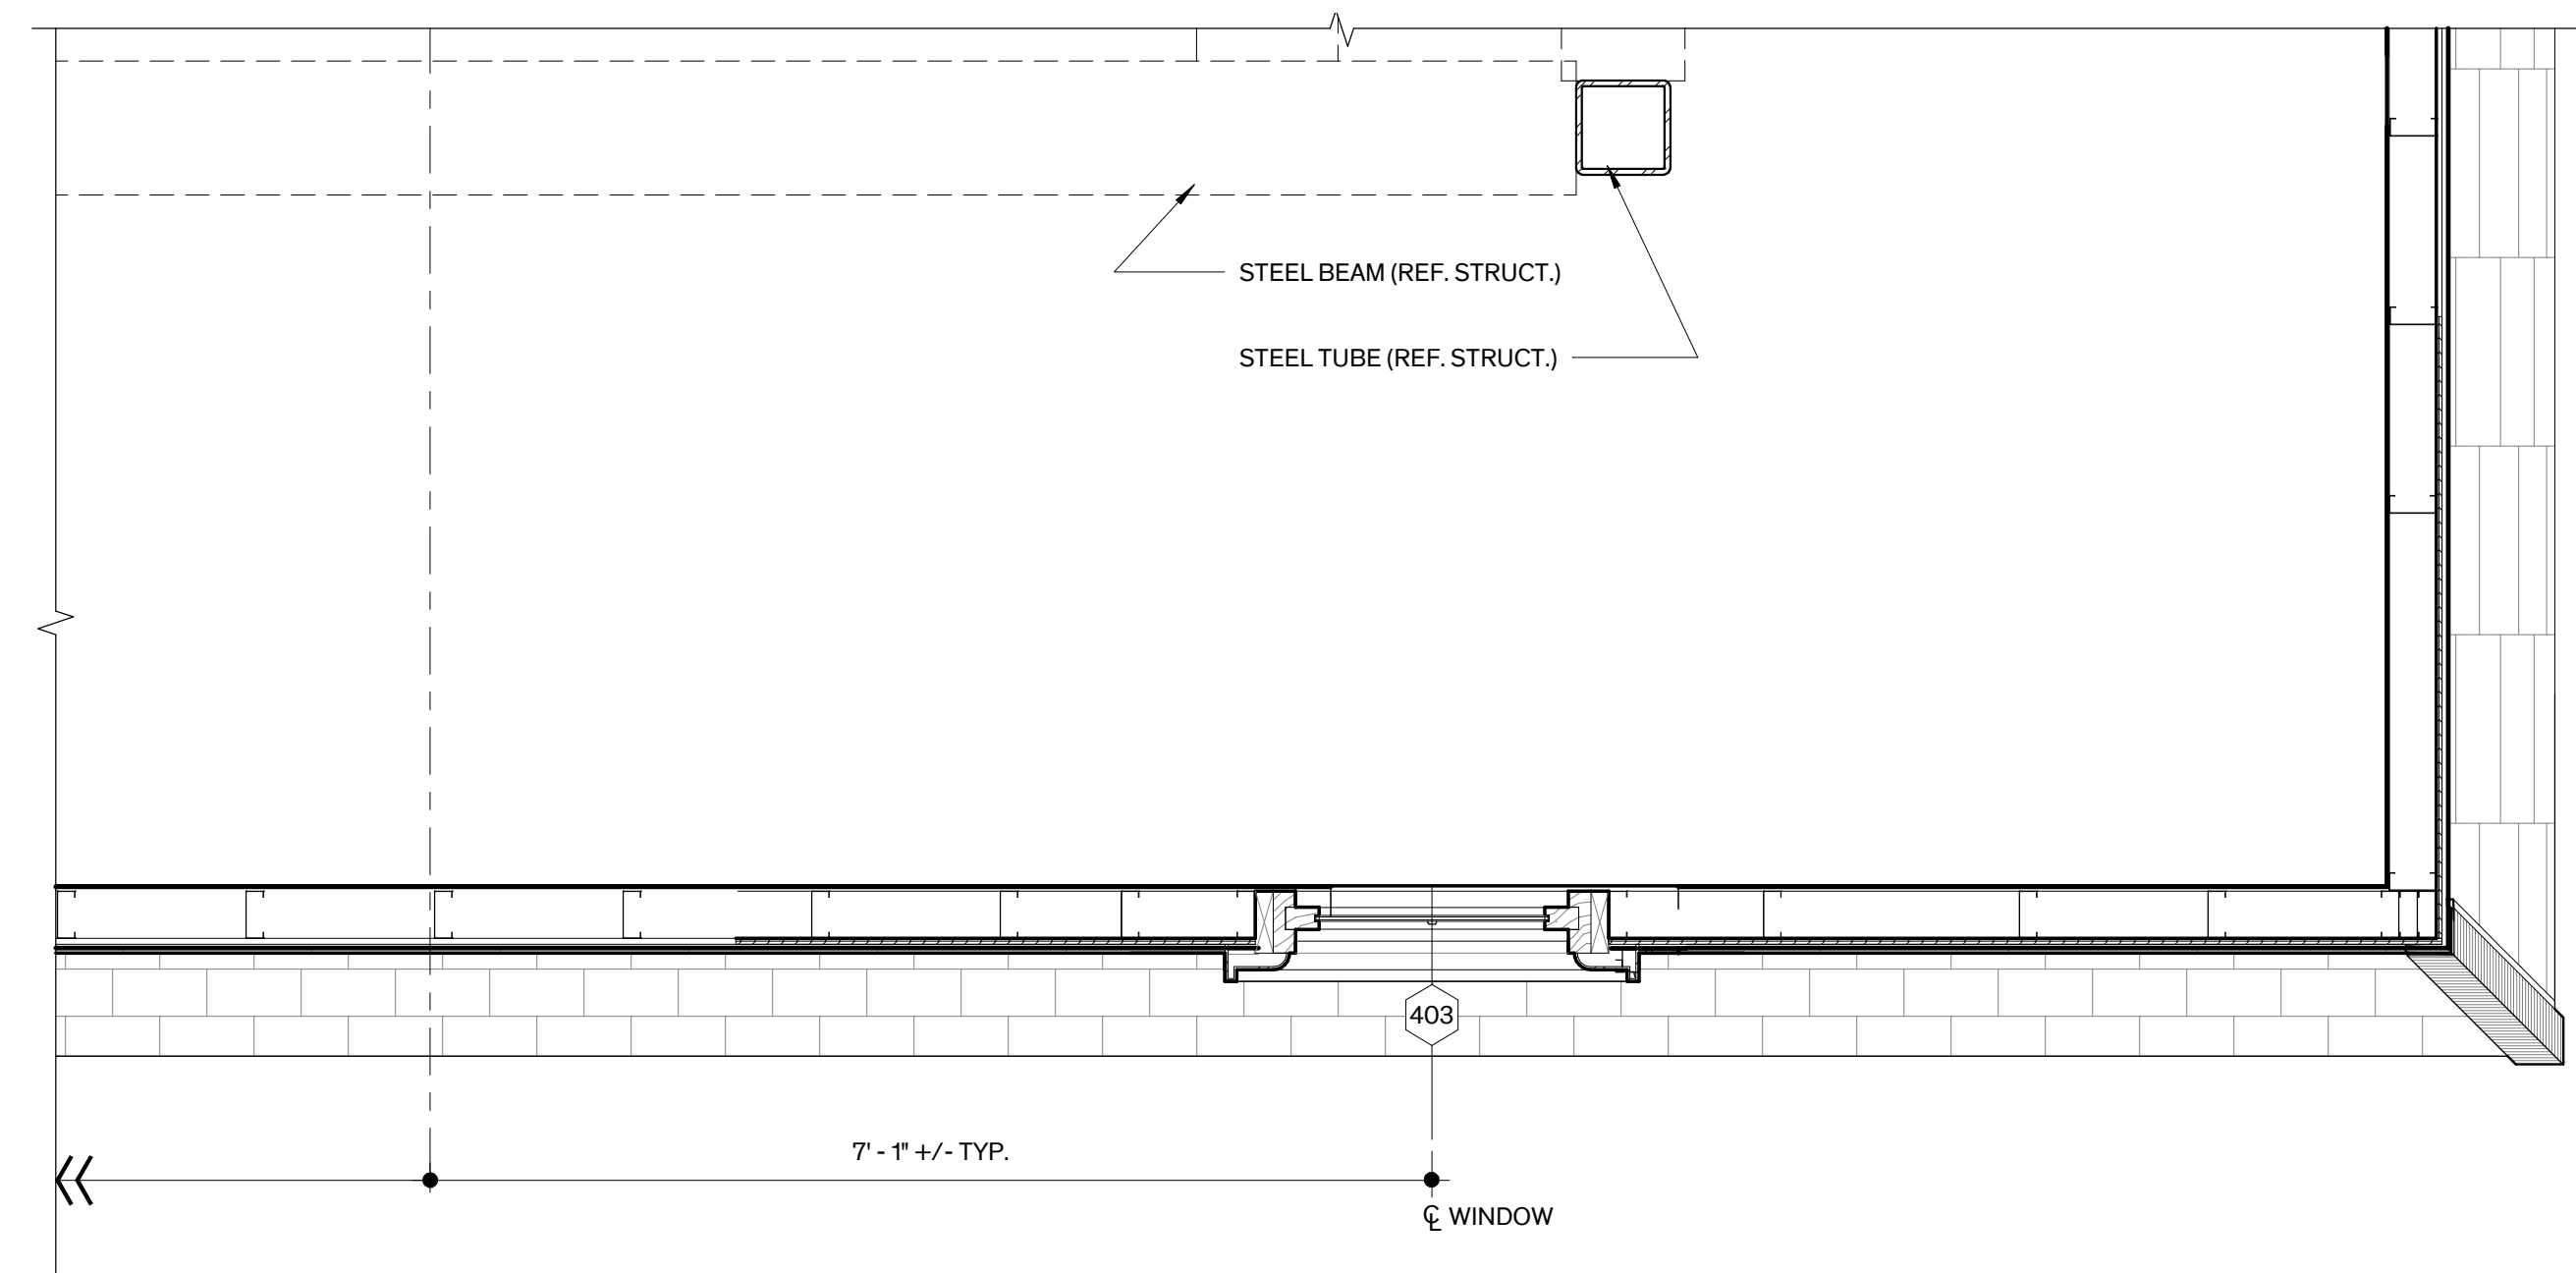 STEEL BEAM (REF. STRUCT.)
STEEL TUBE (REF. STRUCT.)
403
7' - 1" +/- TYP.
℄ WINDOW